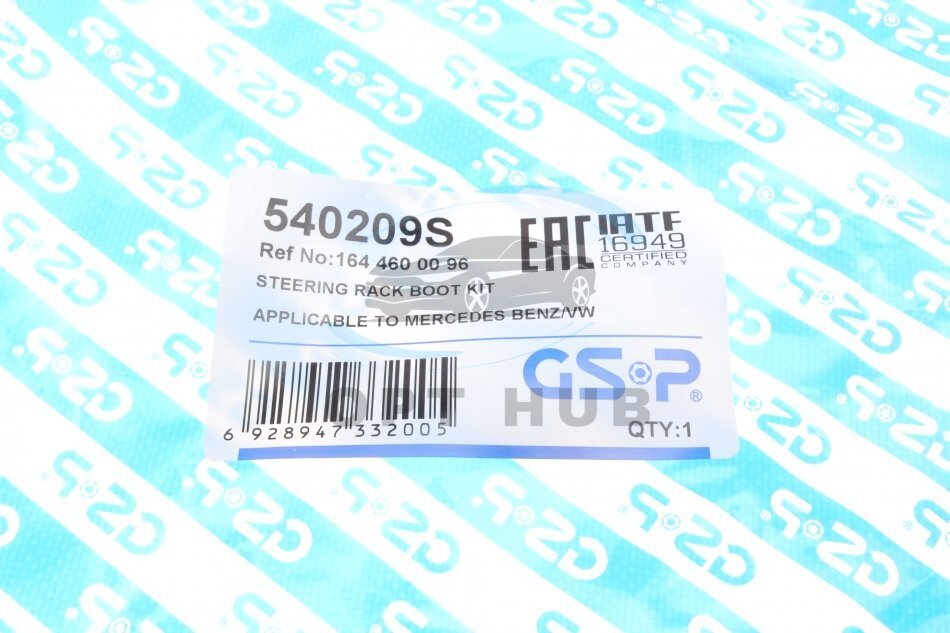 540209S
Ref No:164 460 00 96
STEERING RACK BOOT KIT
APPLICABLE TO MERCEDES BENZ/VW
EAC
IATF
16949
CERTIFIED
COMPANY
GSP®
OPT HUB
6 928947 332005
QTY:1